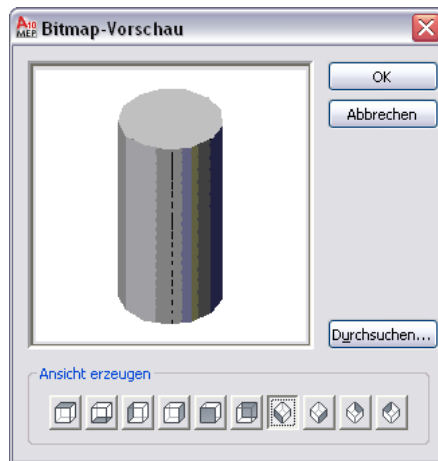 A10
MEP Bitmap-Vorschau
OK
Abbrechen
Durchsuchen...
Ansicht erzeugen